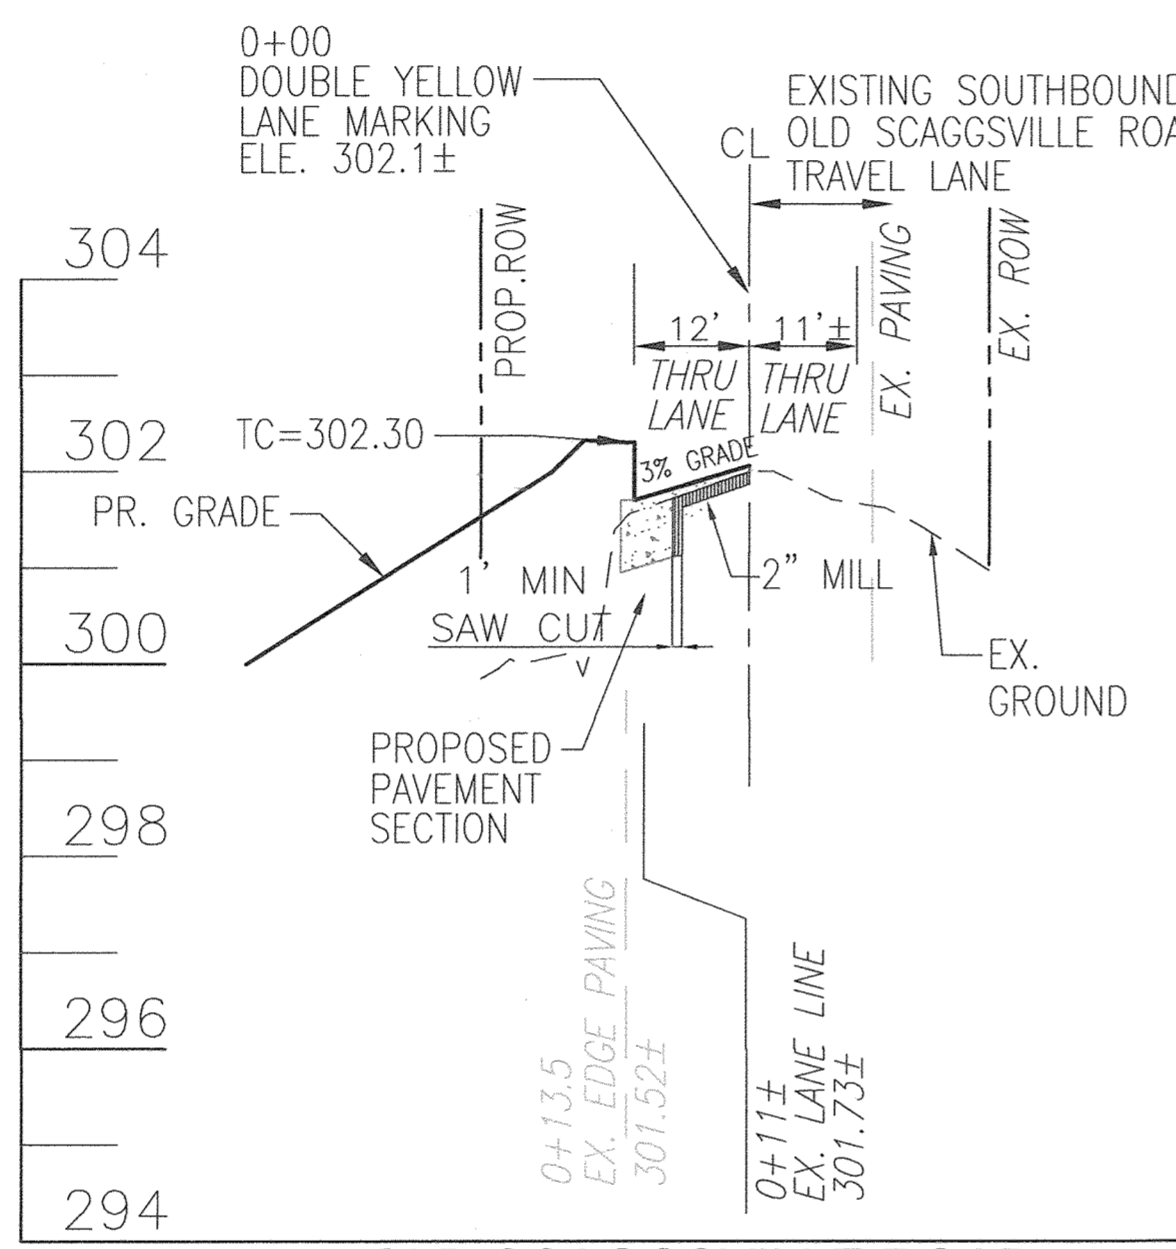 0+00
DOUBLE YELLOW
LANE MARKING
ELE. 302.1±
EXISTING SOUTHBOUND
OLD SCAGGSVILLE
TRAVEL LANE
CL
304
PROP.ROW
EX. PAVING
EX. ROW
12'
11'±
THRU
LANE
THRU
LANE
302
TC=302.30
3% GRADE
PR. GRADE
1' MIN
SAW CUT
2" MILL
300
EX.
GROUND
PROPOSED
PAVEMENT
SECTION
298
0+13.5
EX. EDGE PAVING
301.52±
0+11±
EX. LANE LINE
301.73±
296
294